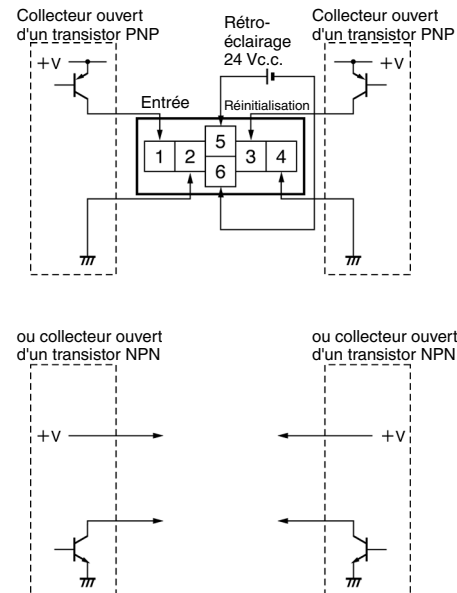 Collecteur ouvert
d'un transistor PNP
Rétro-
éclairage
24 Vc.c.
Collecteur ouvert
d'un transistor PNP
+V
+V
Entrée
Réinitialisation
1 2 5 3 4
6
ou collecteur ouvert
d'un transistor NPN
ou collecteur ouvert
d'un transistor NPN
+V
+V